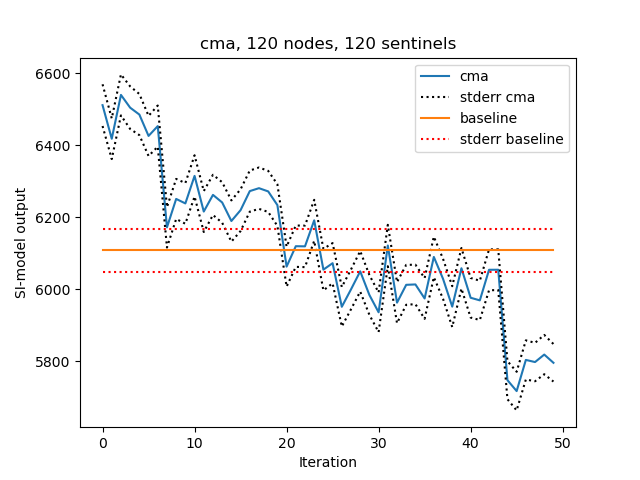 cma, 120 nodes, 120 sentinels
cma
stderr cma
baseline
stderr baseline
SI-model output
6600
6400
6200
6000
5800
0 10 20 30 40 50
Iteration